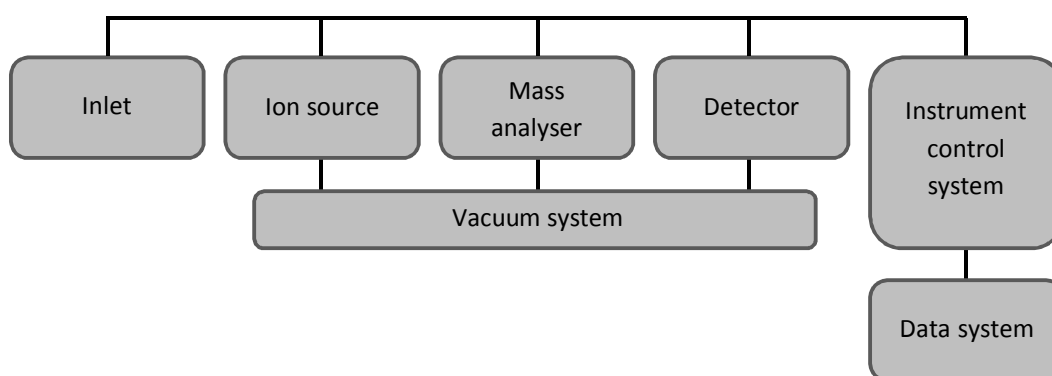 Inlet
Ion source
Mass
analyser
Detector
Instrument
control
system
Vacuum system
Data system